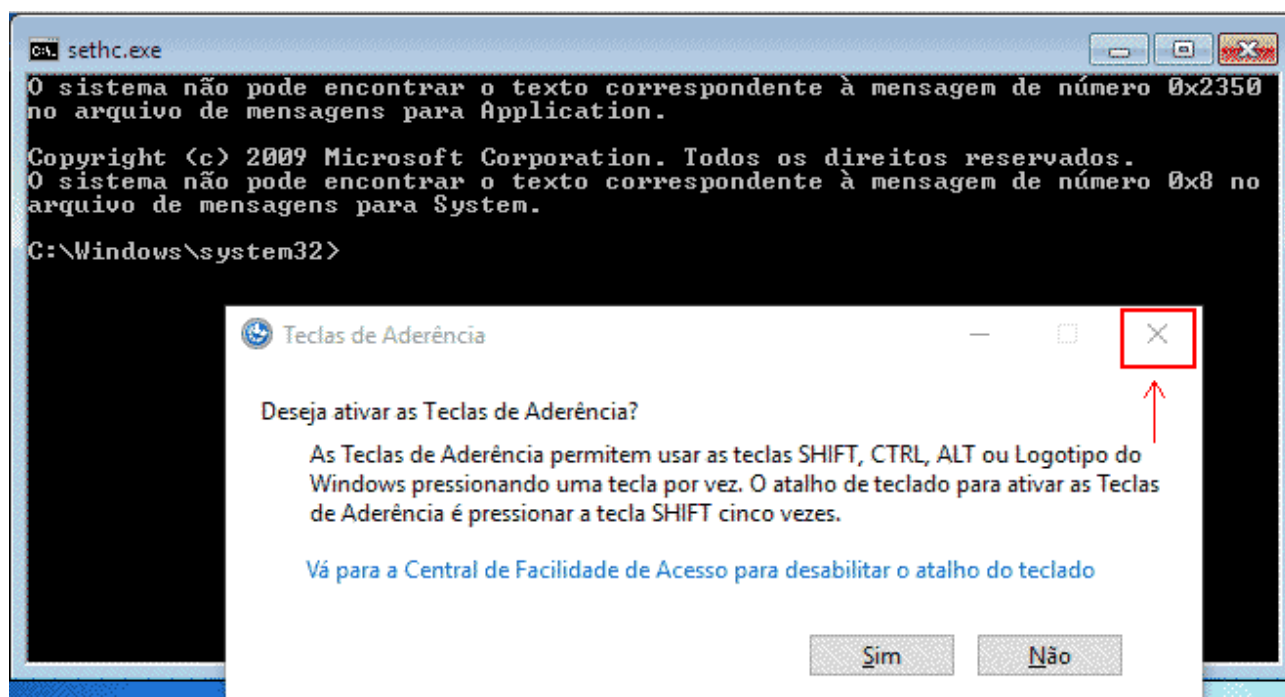 sethc.exe
O sistema não pode encontrar o texto correspondente à mensagem de número 0x2350
no arquivo de mensagens para Application.
Copyright (c) 2009 Microsoft Corporation. Todos os direitos reservados.
O sistema não pode encontrar o texto correspondente à mensagem de número 0x8 no
arquivo de mensagens para System.
C:\Windows\system32>
Teclas de Aderência
Deseja ativar as Teclas de Aderência?
As Teclas de Aderência permitem usar as teclas SHIFT, CTRL, ALT ou Logotipo do
Windows pressionando uma tecla por vez. O atalho de teclado para ativar as Teclas
de Aderência é pressionar a tecla SHIFT cinco vezes.
Vá para a Central de Facilidade de Acesso para desabilitar o atalho do teclado
Sim Não